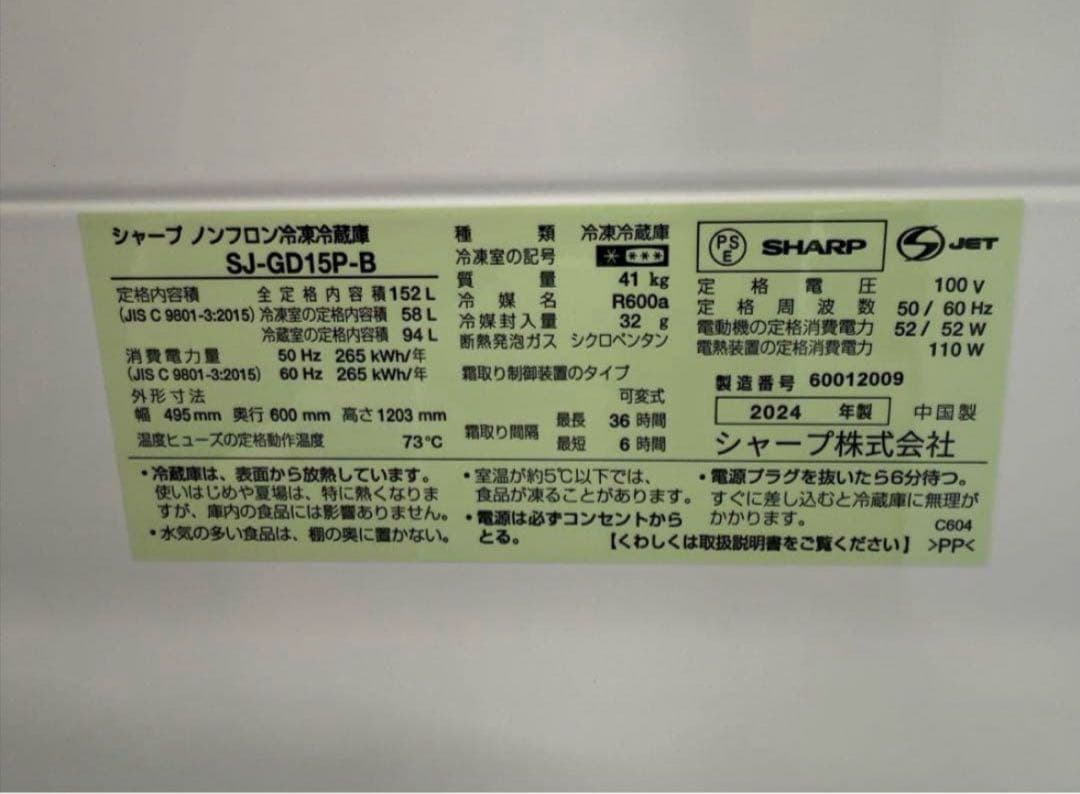 シャープ ノンフロン冷凍冷蔵庫
SJ-GD15P-B
定格内容積 全定格内容積 152 L
(JIS C 9801-3:2015) 冷凍室の定格内容積 58 L
冷蔵室の定格内容積 94 L
消費電力量 50 Hz 265 kWh/年
(JIS C 9801-3:2015) 60 Hz 265 kWh/年
外形寸法
幅 495 mm 奥行 600 mm 高さ 1203 mm
温度ヒューズの定格動作温度 73℃
種類 冷凍冷蔵庫
冷凍室の記号
質量 41 kg
冷媒名 R600a
冷媒封入量 32 g
断熱発泡ガス シクロペンタン
霜取り制御装置のタイプ
可変式
霜取り間隔 最長 36 時間
最短 6 時間
PSE SHARP JET
定格電圧 100 V
定格周波数 50 / 60 Hz
電動機の定格消費電力 52 / 52 W
電熱装置の定格消費電力 110 W
製造番号 60012009
2024 年製 中国製
シャープ株式会社
・冷蔵庫は、表面から放熱しています。
使いはじめや夏場は、特に熱くなりま
すが、庫内の食品には影響ありません。
・水気の多い食品は、棚の奥に置かない。
・室温が約5℃以下では、
食品が凍ることがあります。
・電源は必ずコンセントから
とる。
・電源プラグを抜いたら6分待つ。
すぐに差し込むと冷蔵庫に無理が
かかります。
C604
【くわしくは取扱説明書をご覧ください】 >PP<